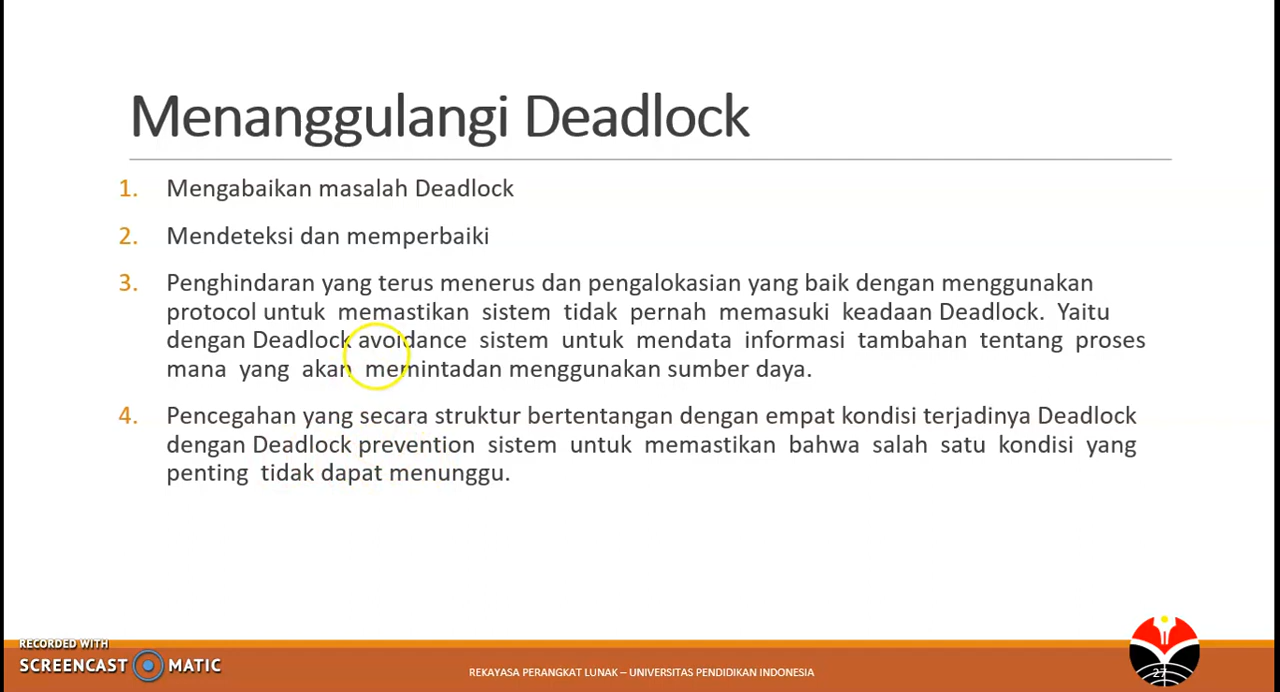 Menanggulangi Deadlock
1. Mengabaikan masalah Deadlock
2. Mendeteksi dan memperbaiki
3. Penghindaran yang terus menerus dan pengalokasian yang baik dengan menggunakan
protocol untuk memastikan sistem tidak pernah memasuki keadaan Deadlock. Yaitu
dengan Deadlock avoidance sistem untuk mendata informasi tambahan tentang proses
mana yang akan memintadan menggunakan sumber daya.
4. Pencegahan yang secara struktur bertentangan dengan empat kondisi terjadinya Deadlock
dengan Deadlock prevention sistem untuk memastikan bahwa salah satu kondisi yang
penting tidak dapat menunggu.
RECORDED WITH
SCREENCAST MATIC
REKAYASA PERANGKAT LUNAK – UNIVERSITAS PENDIDIKAN INDONESIA
27